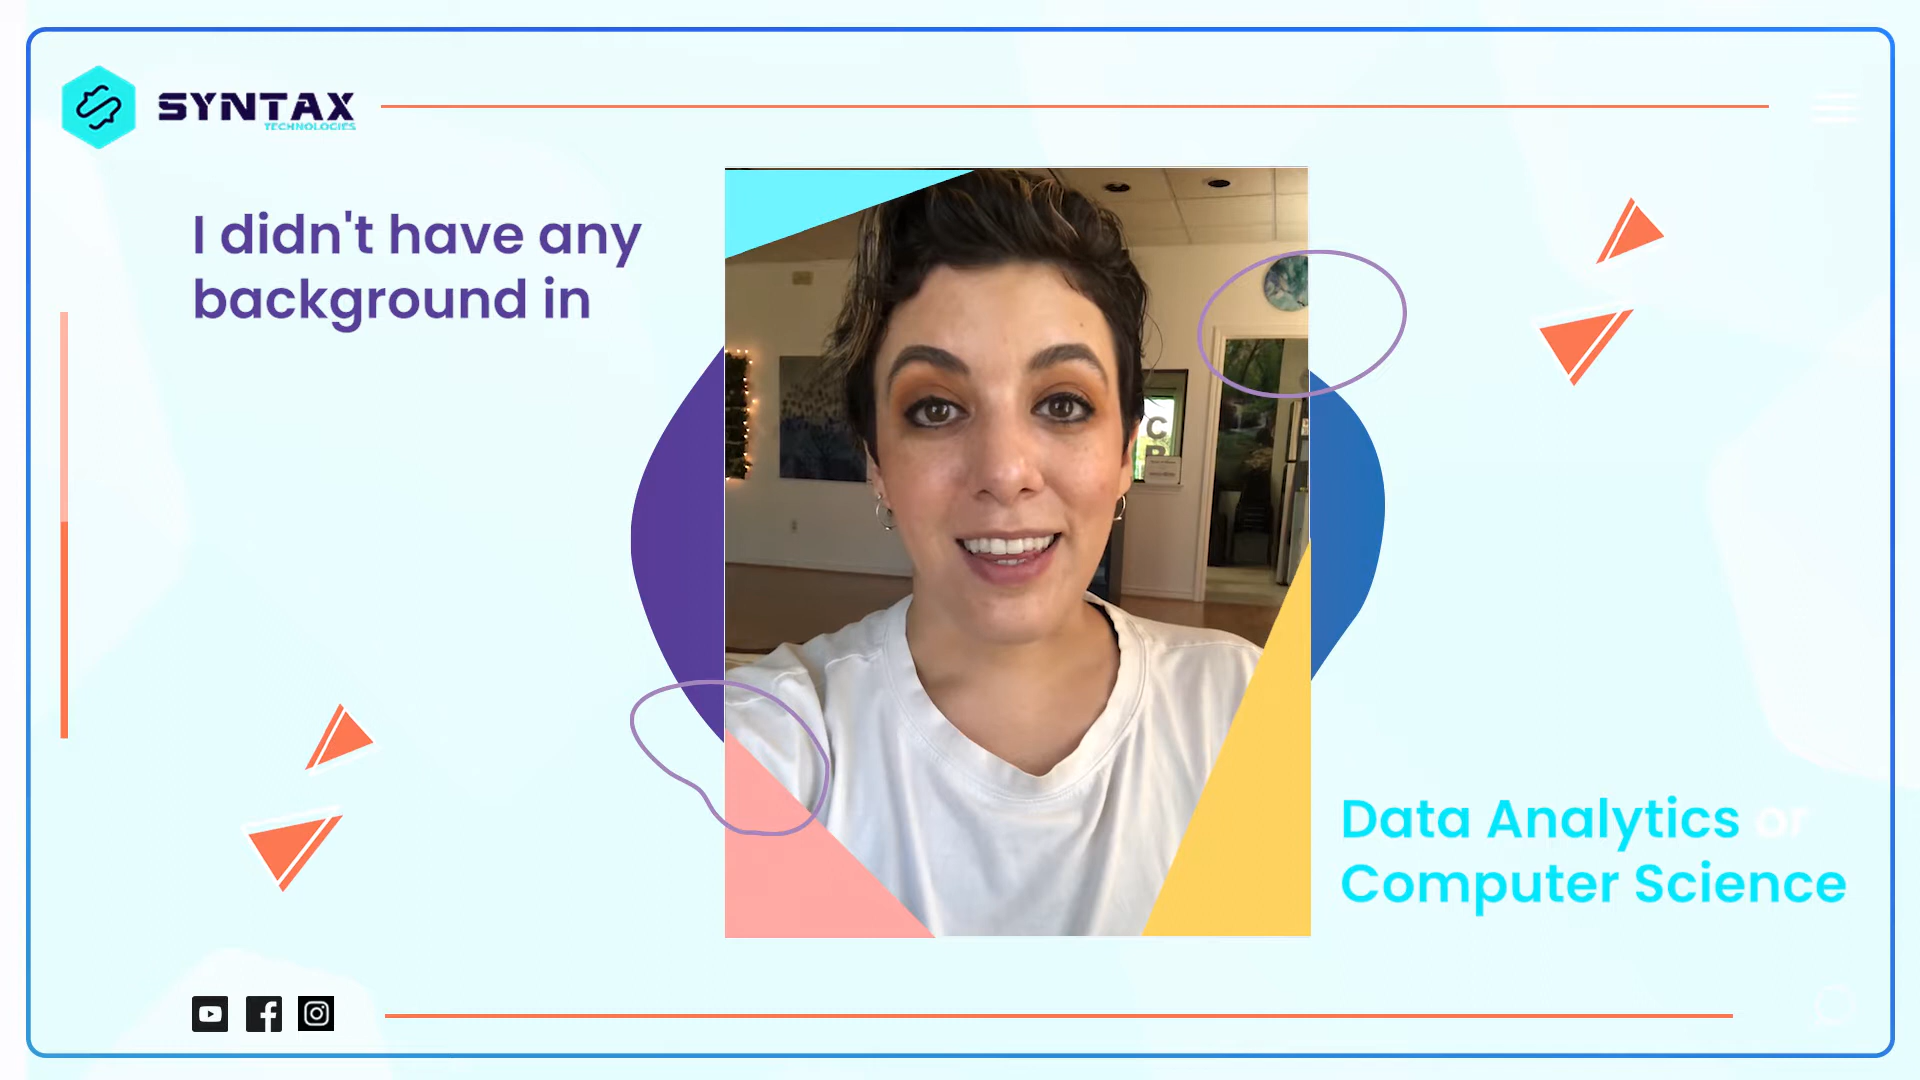 SYNTAX
TECHNOLOGIES
I didn't have any
background in
C
Data Analytics or
Computer Science